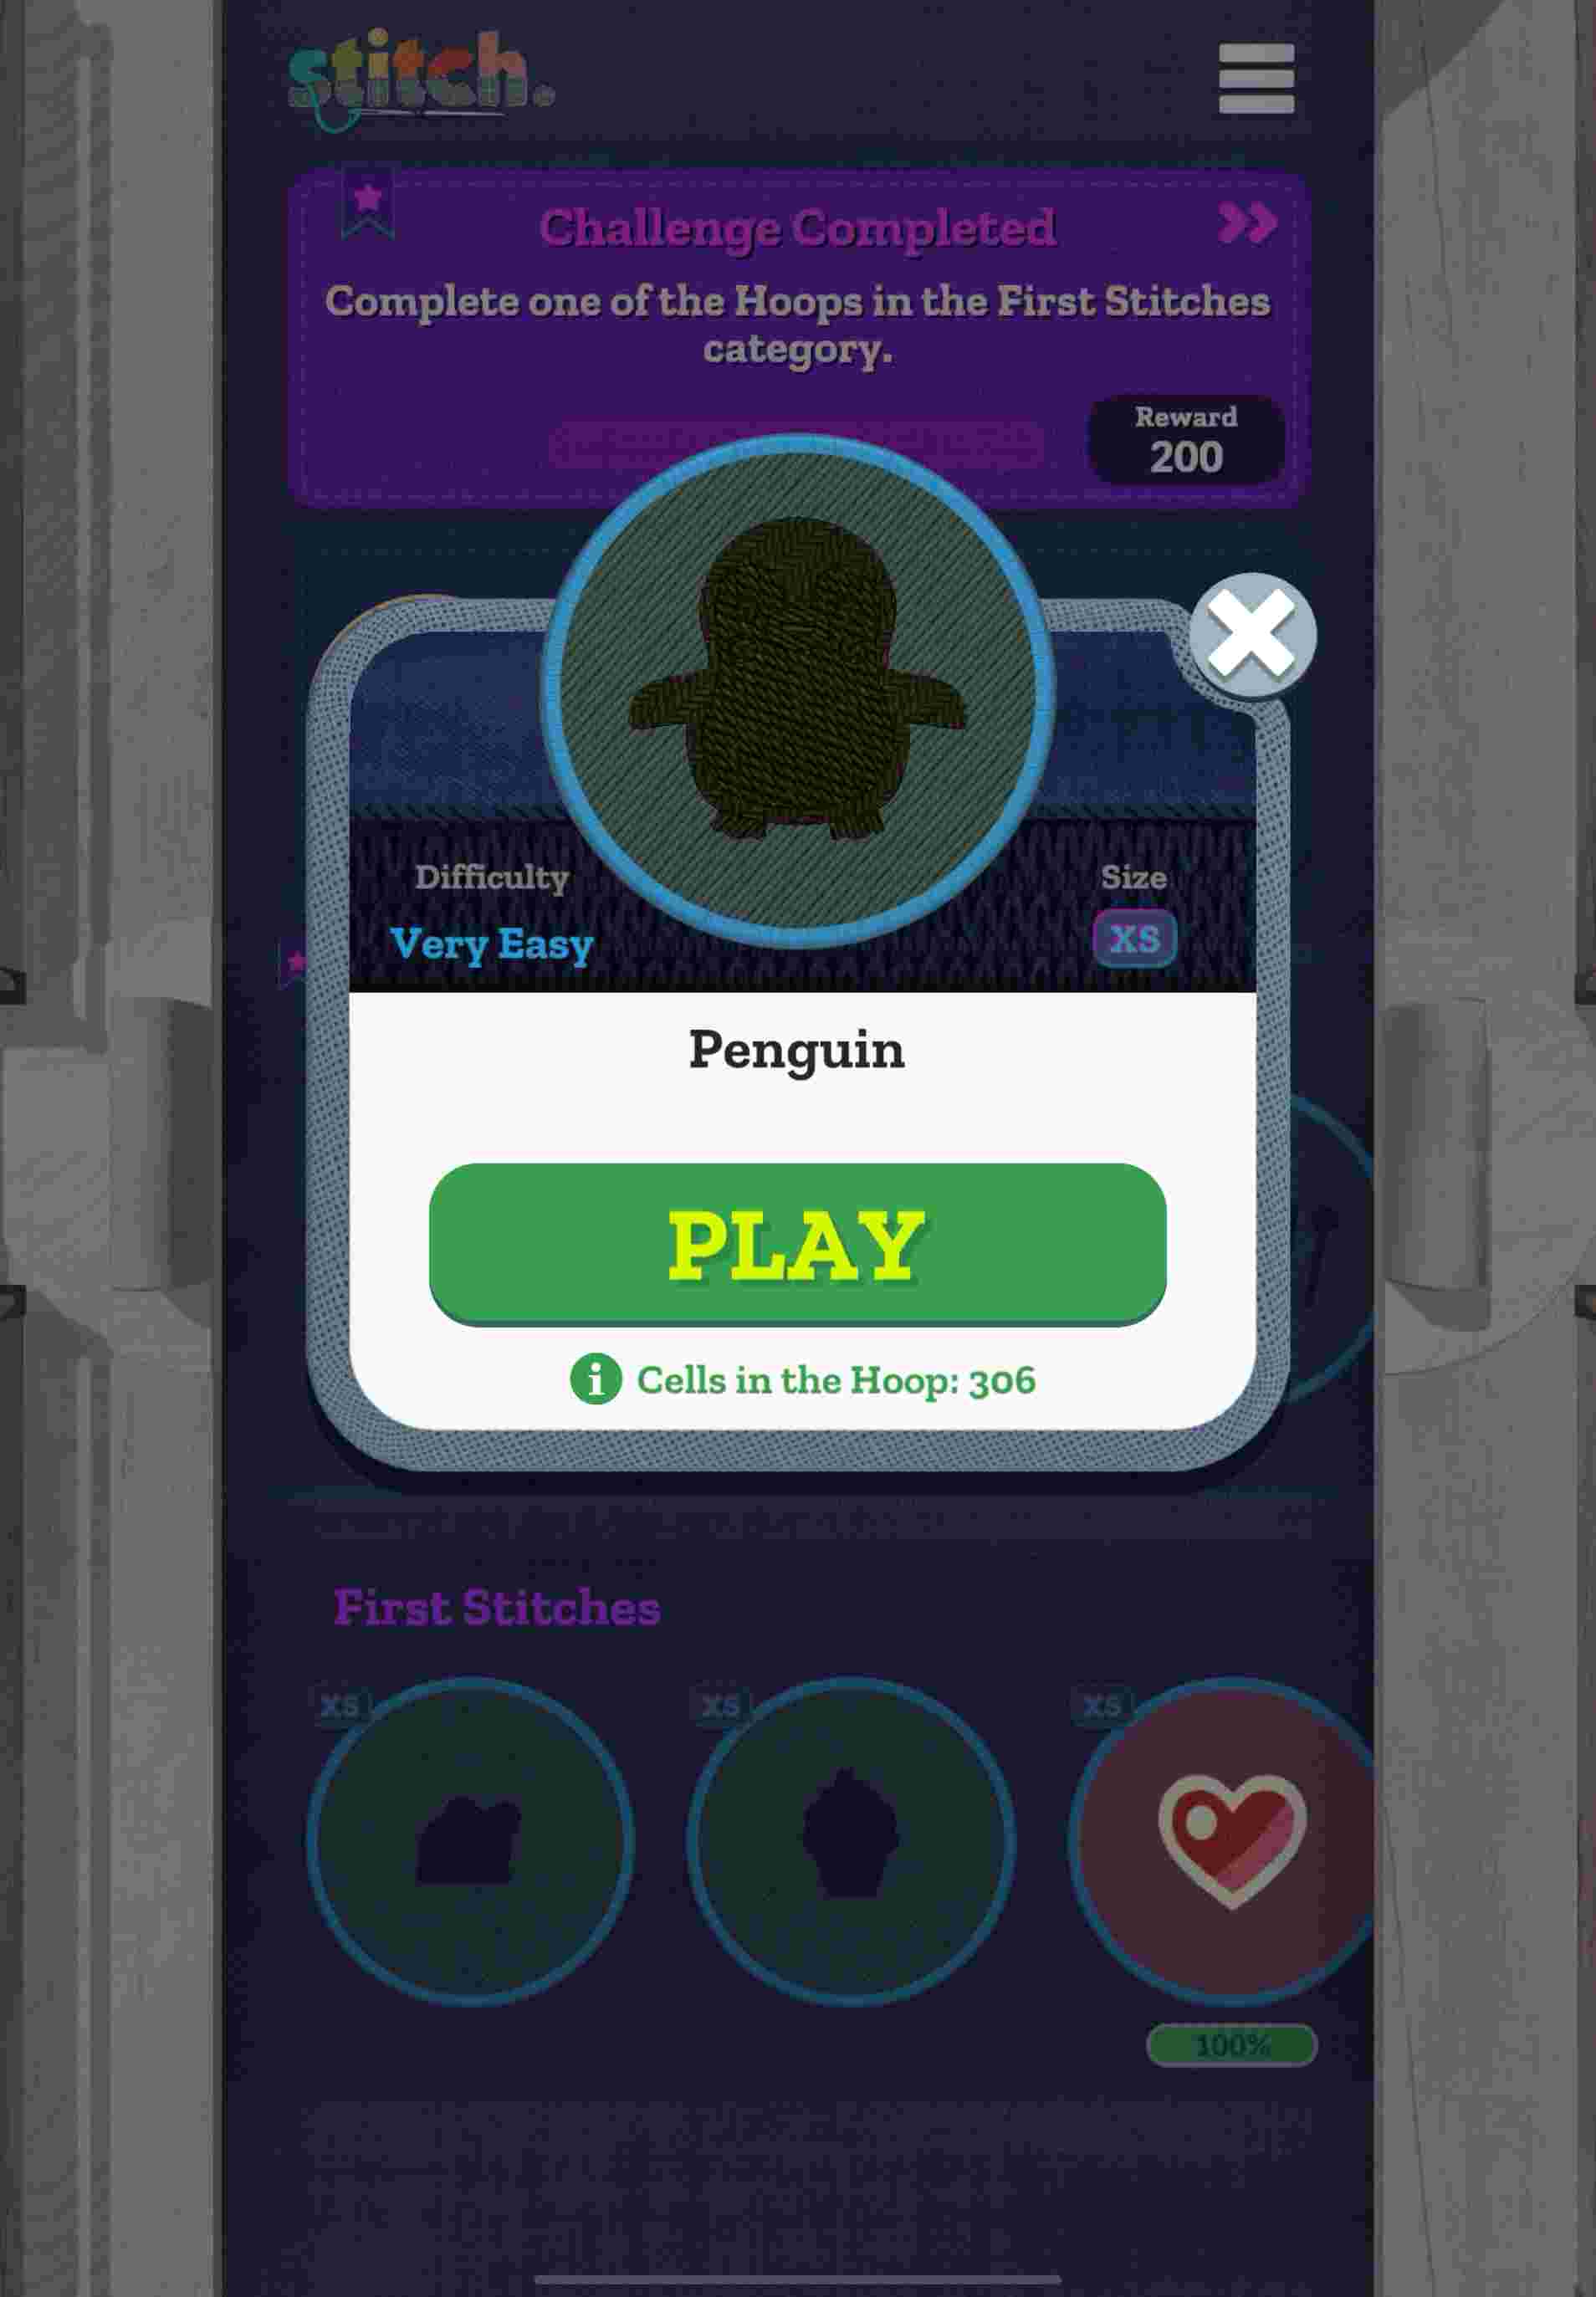 stitch.
Challenge Completed
Complete one of the Hoops in the First Stitches
category.
Reward
200
Difficulty
Very Easy
Size
XS
Penguin
PLAY
i Cells in the Hoop: 306
First Stitches
XS XS XS
100%